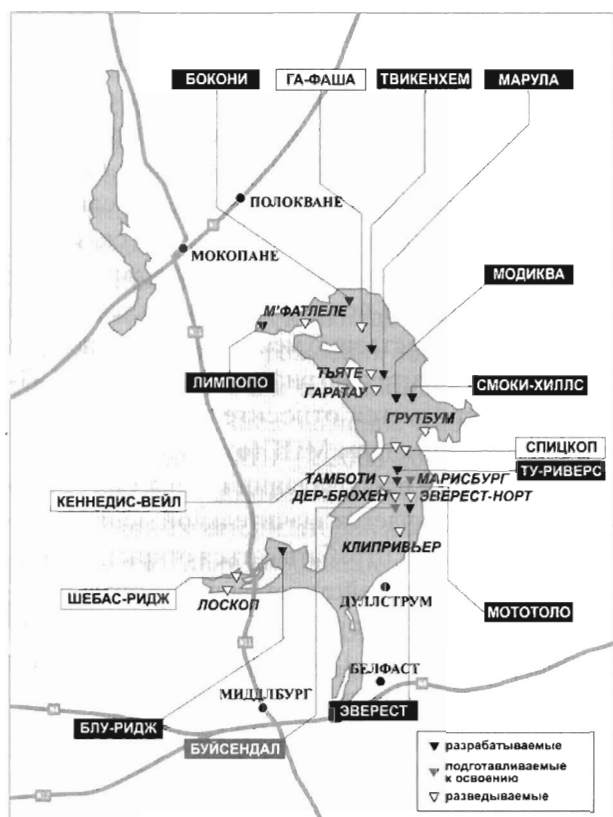 БОКОНИ
ГА-ФАША
ТВИКЕНХЕМ
МАРУЛА
ПОЛОКВАНЕ
МОКОПАНЕ
МОДИКВА
М'ФАТЛЕЛЕ
ЛИМПОПО
ТЬЯТЕ
ГАРАТАУ
СМОКИ-ХИЛЛС
ГРУТБУМ
СПИЦКОП
ТУ-РИВЕРС
ТАМБОТИ
МАРИСБУРГ
КЕННЕДИС-ВЕЙЛ
ДЕР-БРОХЕН
ЭВЕРЕСТ-НОРТ
КЛИПРИВЬЕР
ШЕБАС-РИДЖ
ЛОСКОП
ДУЛЛСТРУМ
МОТОТОЛО
БЕЛФАСТ
МИДДЛБУРГ
ЭВЕРЕСТ
БЛУ-РИДЖ
БУЙСЕНДАЛ
разрабатываемые
подготавливаемые
к освоению
разведываемые